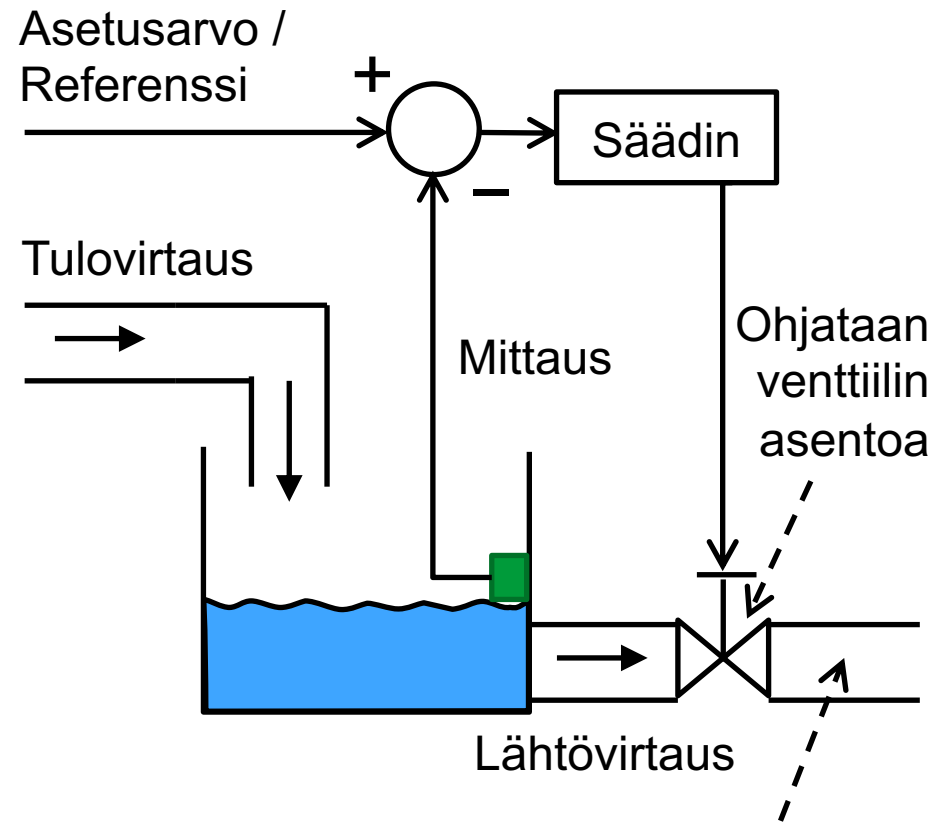 Asetusarvo /
Referenssi
+
Säädin
−
Tulovirtaus
Mittaus
Ohjataan
venttiilin
asentoa
Lähtövirtaus